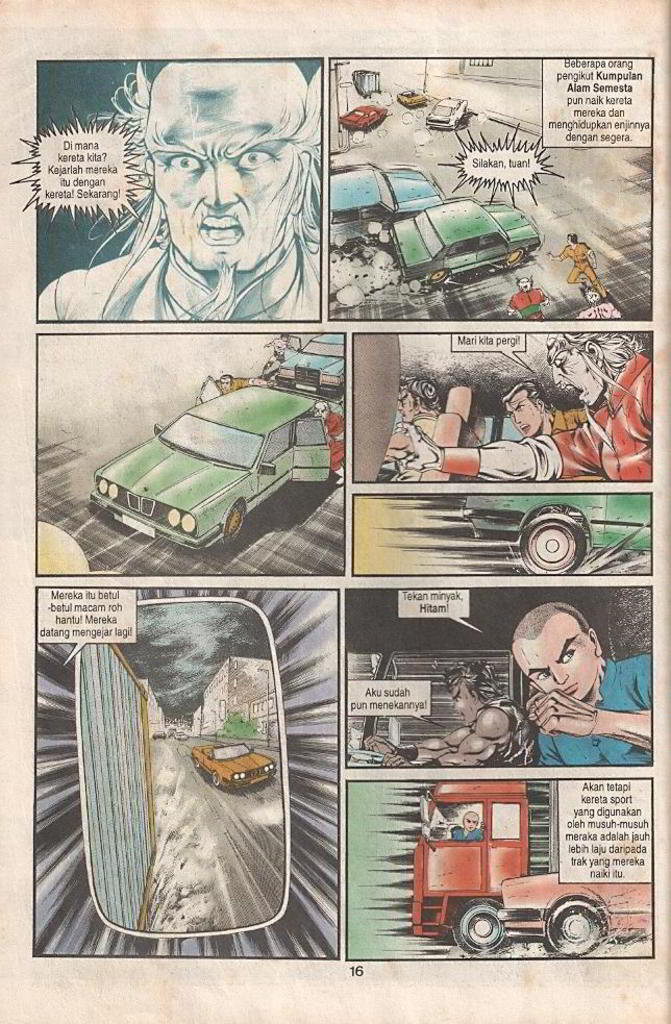 Di mana
kereta kita?
Kejarlah mereka
itu dengan
kereta! Sekarang!
Beberapa orang
pengikut Kumpulan
Alam Semesta
pun naik kereta
mereka dan
menghidupkan enjinnya
dengan segera.
Silakan, tuan!
Mari kita pergi!
Mereka itu betul
-betul macam roh
hantu! Mereka
datang mengejar lagi!
Tekan minyak,
Hitam!
Aku sudah
pun menekannya!
Akan tetapi
kereta sport
yang digunakan
oleh musuh-musuh
meraka adalah jauh
lebih laju daripada
trak yang mereka
naiki itu.
16